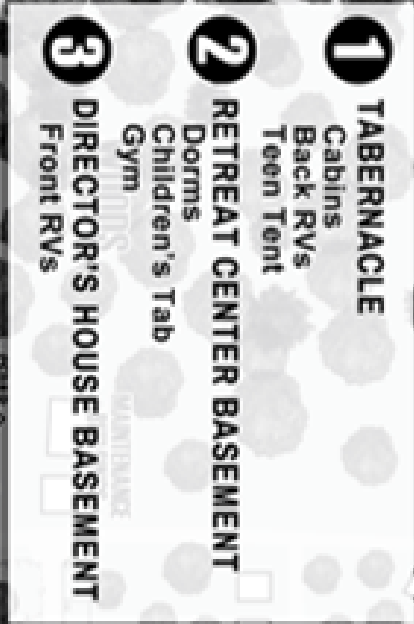 1 TABERNACLE
Cabins
Back RVs
Teen Tent
2 RETREAT CENTER BASEMENT
Dorms
Children's Tab
Gym
3 DIRECTOR'S HOUSE BASEMENT
Front RVs
MAINTENANCE